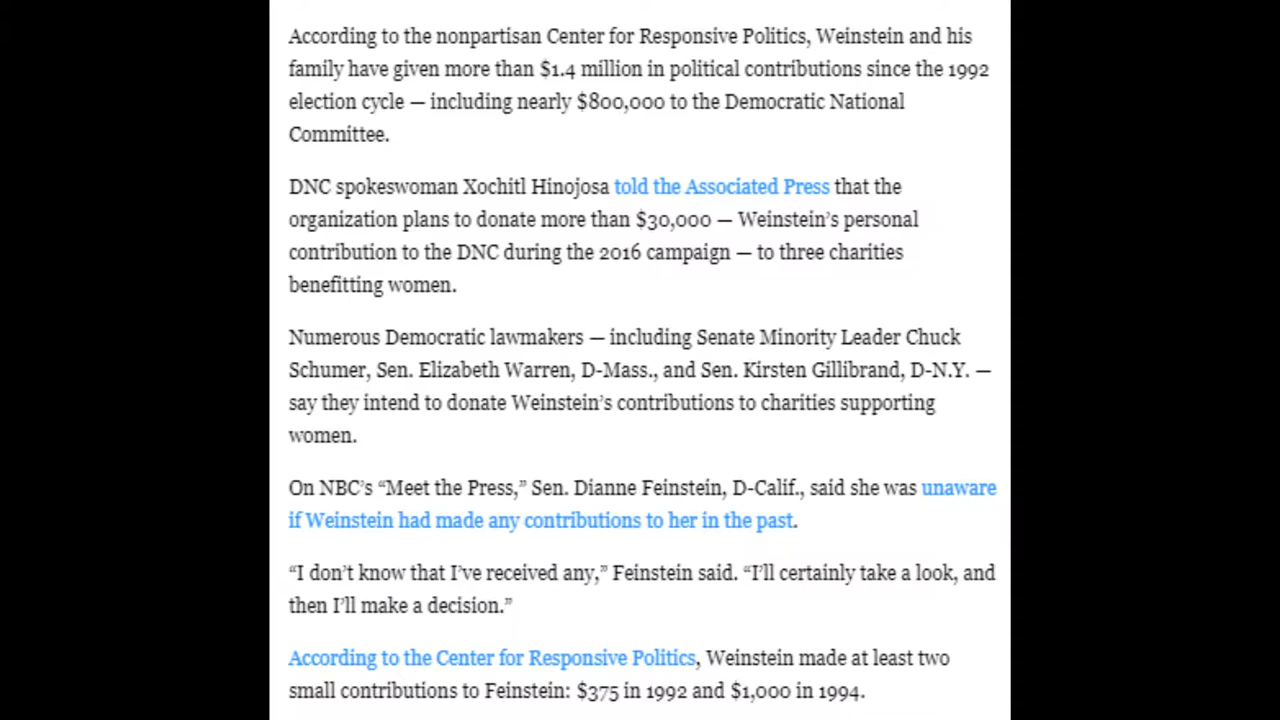 According to the nonpartisan Center for Responsive Politics, Weinstein and his
family have given more than $1.4 million in political contributions since the 1992
election cycle — including nearly $800,000 to the Democratic National
Committee.
DNC spokeswoman Xochitl Hinojosa told the Associated Press that the
organization plans to donate more than $30,000 — Weinstein’s personal
contribution to the DNC during the 2016 campaign — to three charities
benefitting women.
Numerous Democratic lawmakers — including Senate Minority Leader Chuck
Schumer, Sen. Elizabeth Warren, D-Mass., and Sen. Kirsten Gillibrand, D-N.Y. —
say they intend to donate Weinstein’s contributions to charities supporting
women.
On NBC’s “Meet the Press,” Sen. Dianne Feinstein, D-Calif., said she was unaware
if Weinstein had made any contributions to her in the past.
“I don’t know that I’ve received any,” Feinstein said. “I’ll certainly take a look, and
then I’ll make a decision.”
According to the Center for Responsive Politics, Weinstein made at least two
small contributions to Feinstein: $375 in 1992 and $1,000 in 1994.